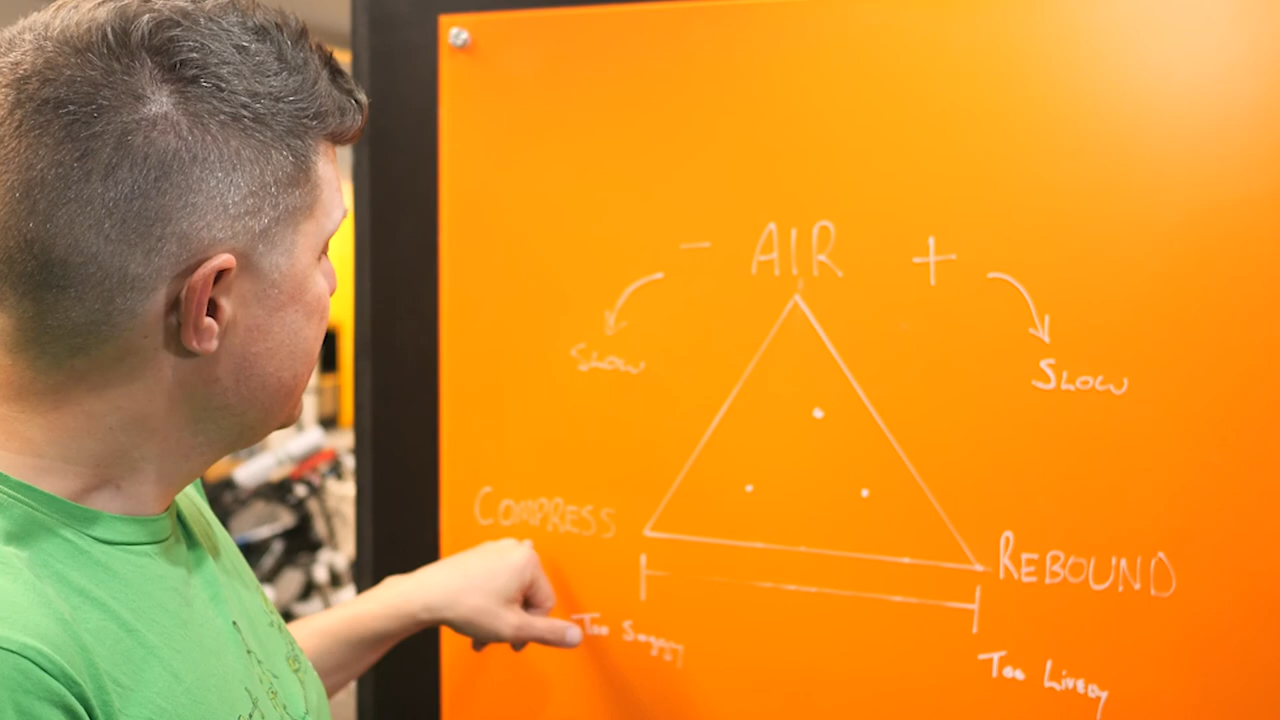 - AIR +
SLOW
SLOW
COMPRESS
REBOUND
Too Saggy
Too Lively